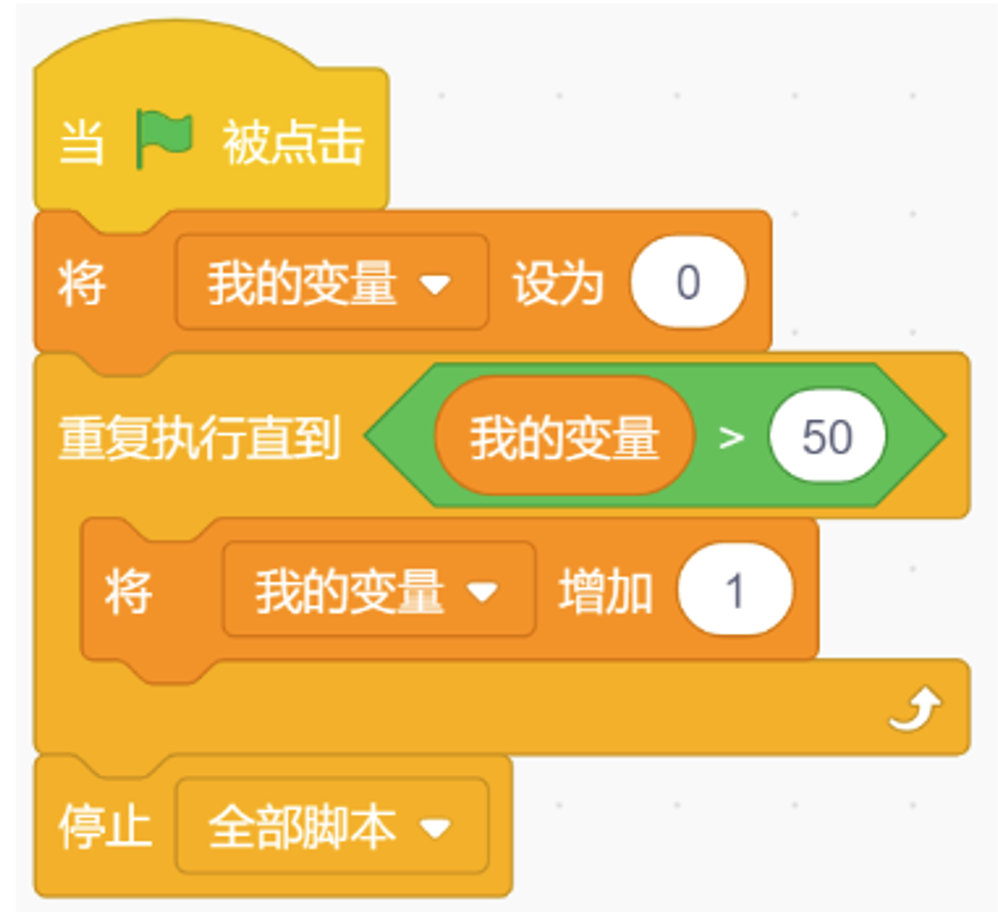 当 被点击
将 我的变量 设为 0
重复执行直到 我的变量 > 50
将 我的变量 增加 1
停止 全部脚本